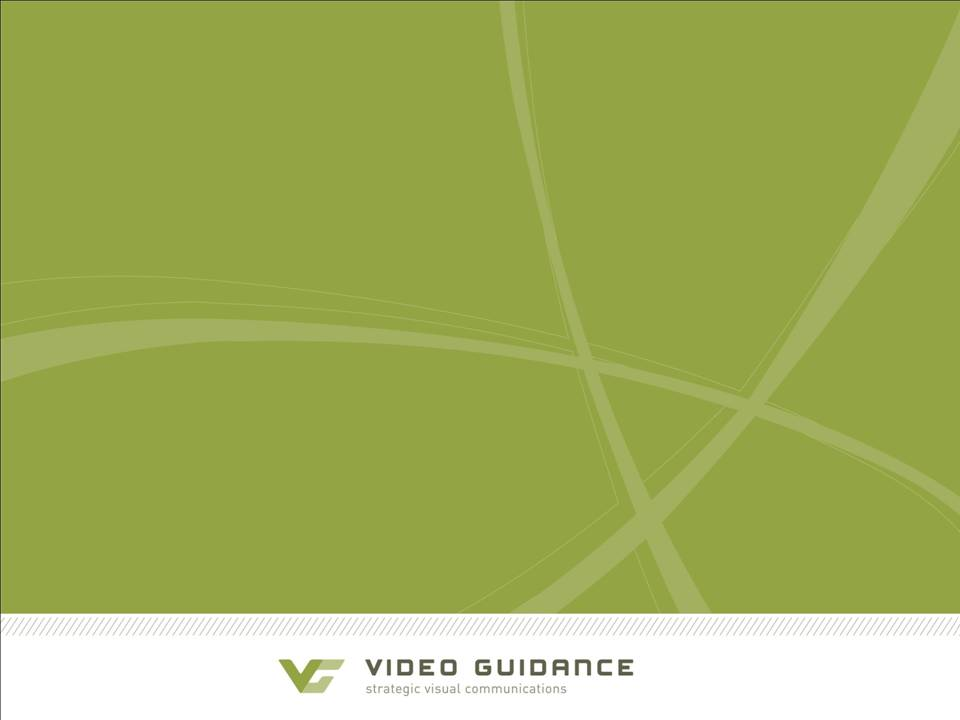 VIDEO GUIDANCE
strategic visual communications